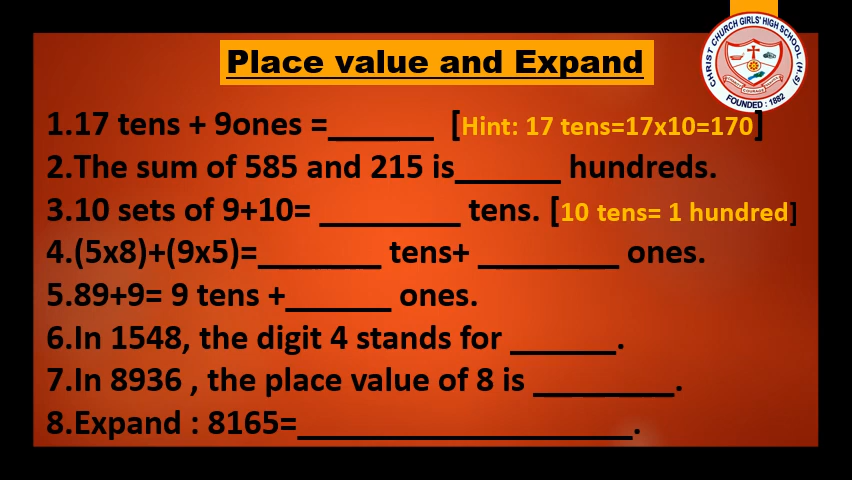 Place value and Expand
CHRIST CHURCH GIRLS' HIGH SCHOOL (H.S)
FOUNDED : 1882
1.17 tens + 9ones =______ [Hint: 17 tens=17x10=170]
2.The sum of 585 and 215 is______ hundreds.
3.10 sets of 9+10= ________ tens. [10 tens= 1 hundred]
4.(5x8)+(9x5)=_______ tens+ ________ ones.
5.89+9= 9 tens +______ ones.
6.In 1548, the digit 4 stands for ______.
7.In 8936 , the place value of 8 is ________.
8.Expand : 8165=___________________.